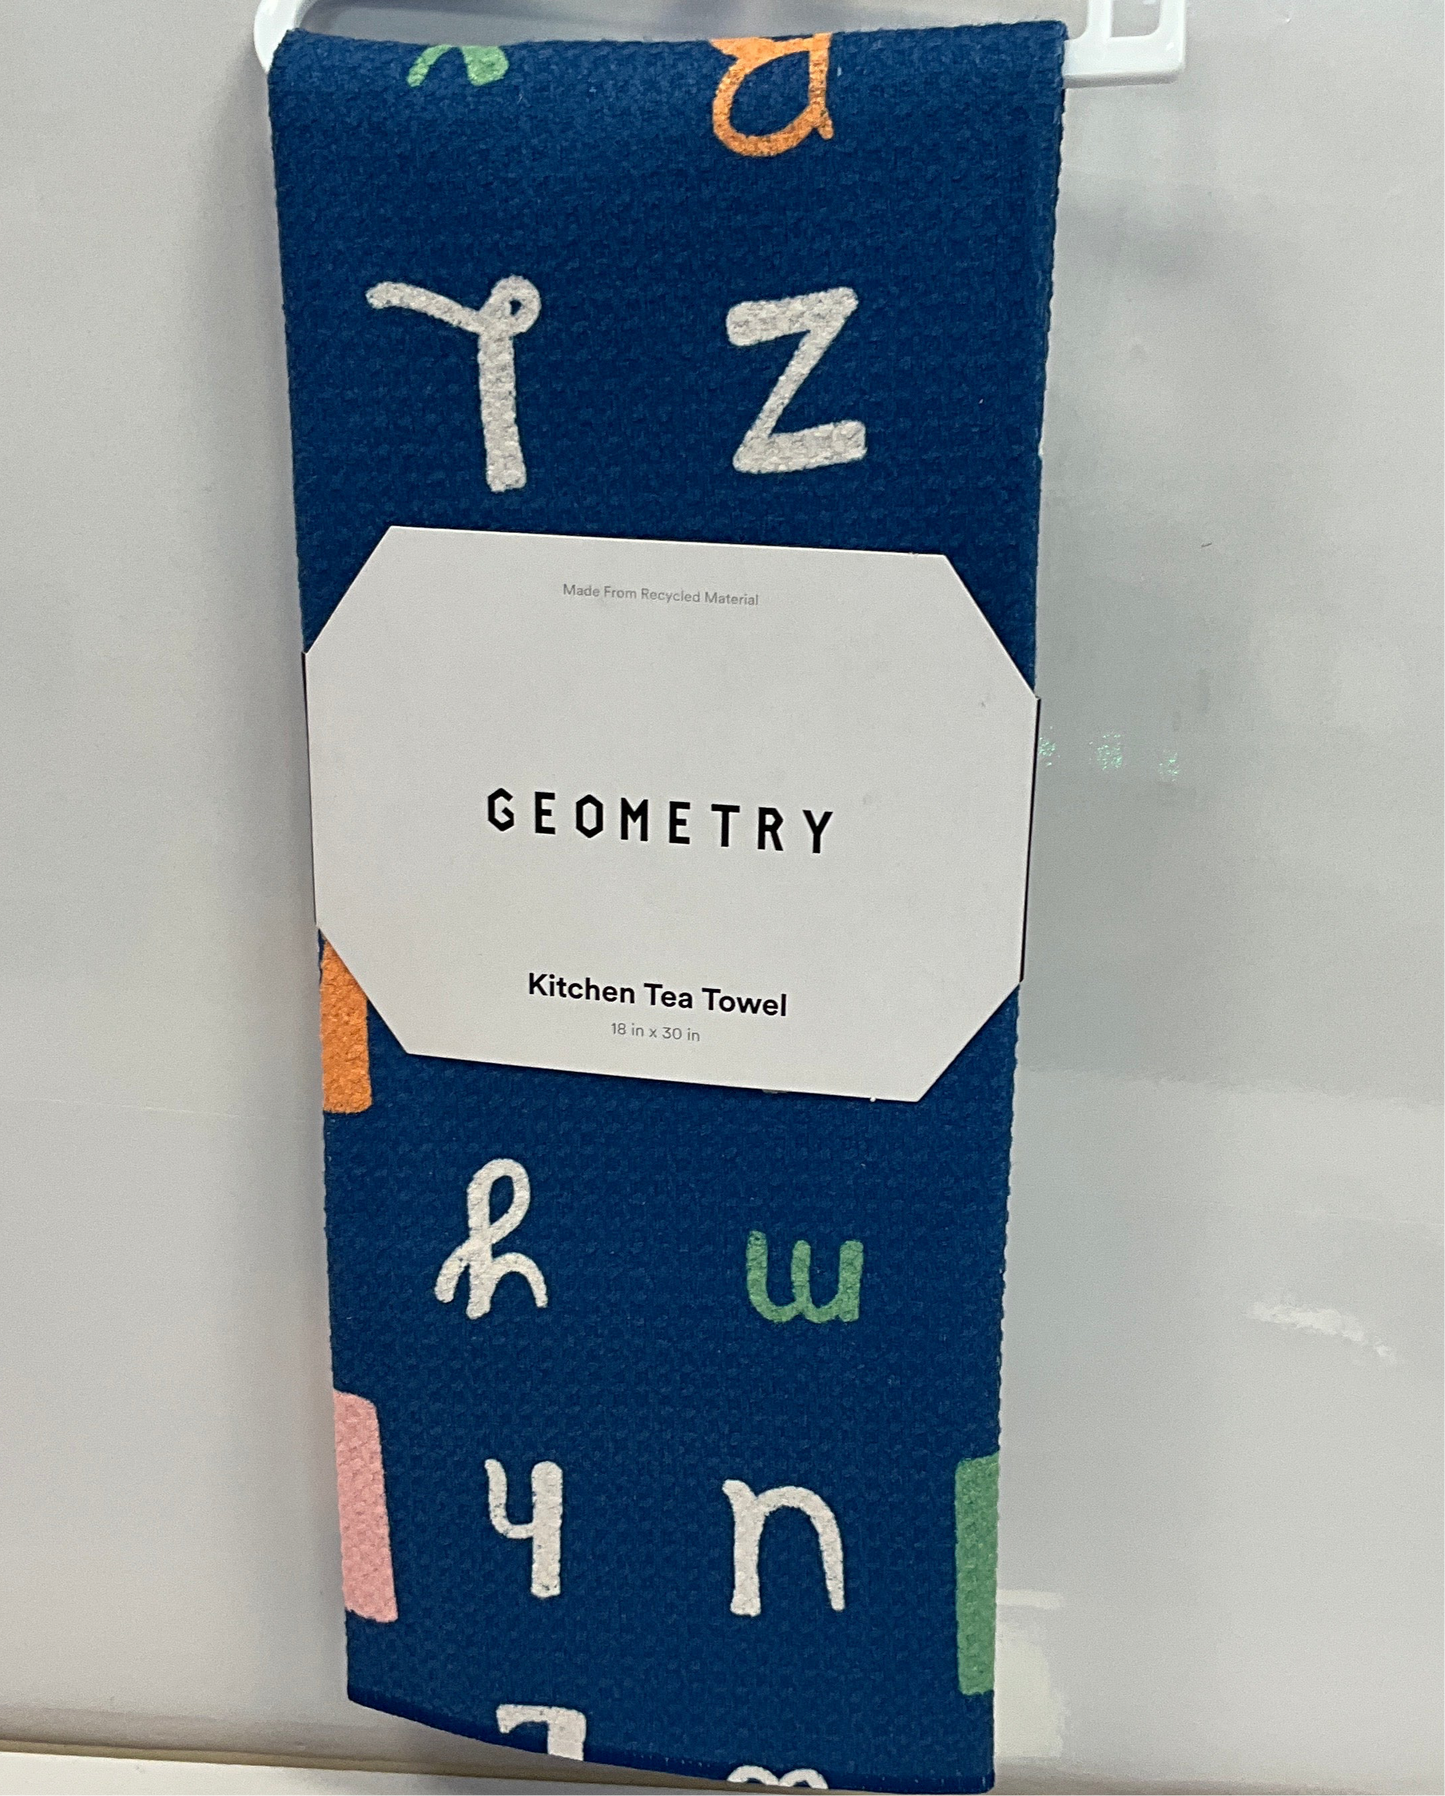 Y Z
Made From Recycled Material
GEOMETRY
Kitchen Tea Towel
18 in x 30 in
h w
y n